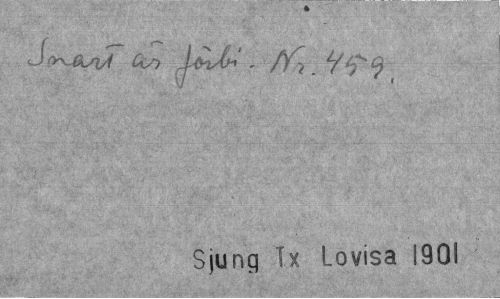 Snart är förbi. Nr. 459.
Sjung Tx Lovisa 1901